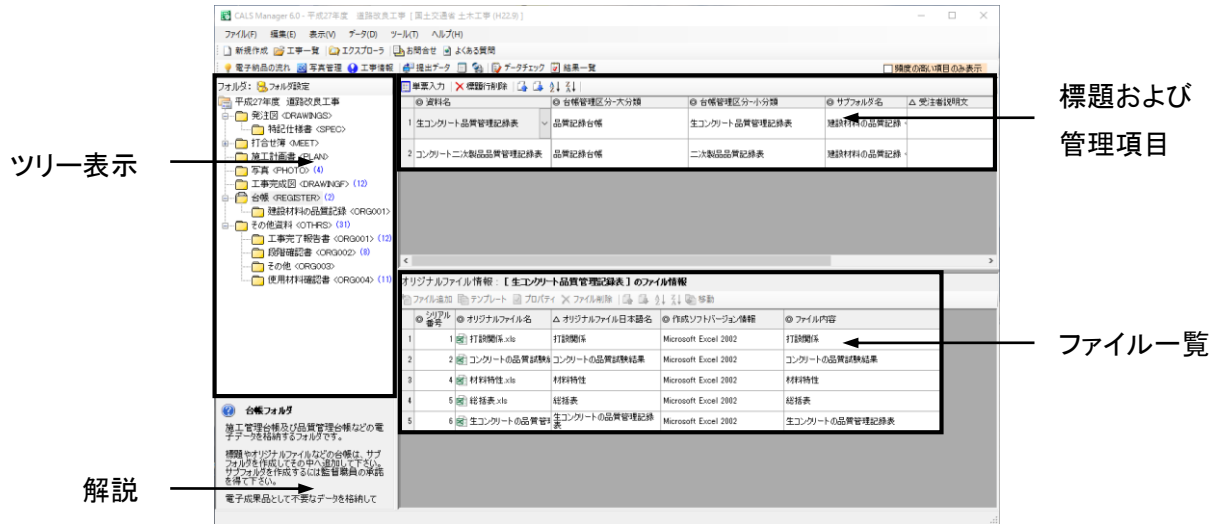 CALS Manager 6.0 - 平成27年度 道路改良工事 [ 国土交通省 土木工事 (H22.9) ]
ファイル(F) 編集(E) 表示(V) データ(D) ツール(T) ヘルプ(H)
新規作成 工事一覧 エクスプローラ お問合せ よくある質問
電子納品の流れ 写真管理 工事情報 提出データ データチェック 結果一覧 頻度の高い項目のみ表示
フォルダ: フォルダ設定
平成27年度 道路改良工事
発注図 <DRAWINGS>
特記仕様書 <SPEC>
打合せ簿 <MEET>
施工計画書 <PLAN>
写真 <PHOTO> (4)
工事完成図 <DRAWINGF> (12)
台帳 <REGISTER> (2)
建設材料の品質記録 <ORG001>
その他資料 <OTHRS> (31)
工事完了報告書 <ORG001> (12)
段階確認書 <ORG002> (8)
その他 <ORG003>
使用材料確認書 <ORG004> (11)
台帳フォルダ
施工管理台帳及び品質管理台帳などの電
子データを格納するフォルダです。
標題やオリジナルファイルなどの台帳は、サブ
フォルダを作成してその中へ追加して下さい。
サブフォルダを作成するには監督職員の承諾
を得て下さい。
電子成果品として不要なデータを格納して
単票入力 標題行削除
◎ 資料名 ◎ 台帳管理区分-大分類 ◎ 台帳管理区分-小分類 ◎ サブフォルダ名 △ 受注者説明文
1 生コンクリート品質管理記録表 品質記録台帳 生コンクリート品質管理記録表 建設材料の品質記録
2 コンクリート二次製品品質管理記録表 品質記録台帳 二次製品品質記録表 建設材料の品質記録
オリジナルファイル情報 : [ 生コンクリート品質管理記録表 ] のファイル情報
ファイル追加 テンプレート プロパティ ファイル削除 移動
◎ シリアル番号 ◎ オリジナルファイル名 △ オリジナルファイル日本語名 ◎ 作成ソフトバージョン情報 ◎ ファイル内容
1 1 打設関係.xls 打設関係 Microsoft Excel 2002 打設関係
2 2 コンクリートの品質試験 コンクリートの品質試験結果 Microsoft Excel 2002 コンクリートの品質試験結果
3 4 材料特性.xls 材料特性 Microsoft Excel 2002 材料特性
4 5 総括表.xls 総括表 Microsoft Excel 2002 総括表
5 6 生コンクリートの品質管 生コンクリートの品質管理記録表 Microsoft Excel 2002 生コンクリートの品質管理記録表
ツリー表示
解説
標題および
管理項目
ファイル一覧